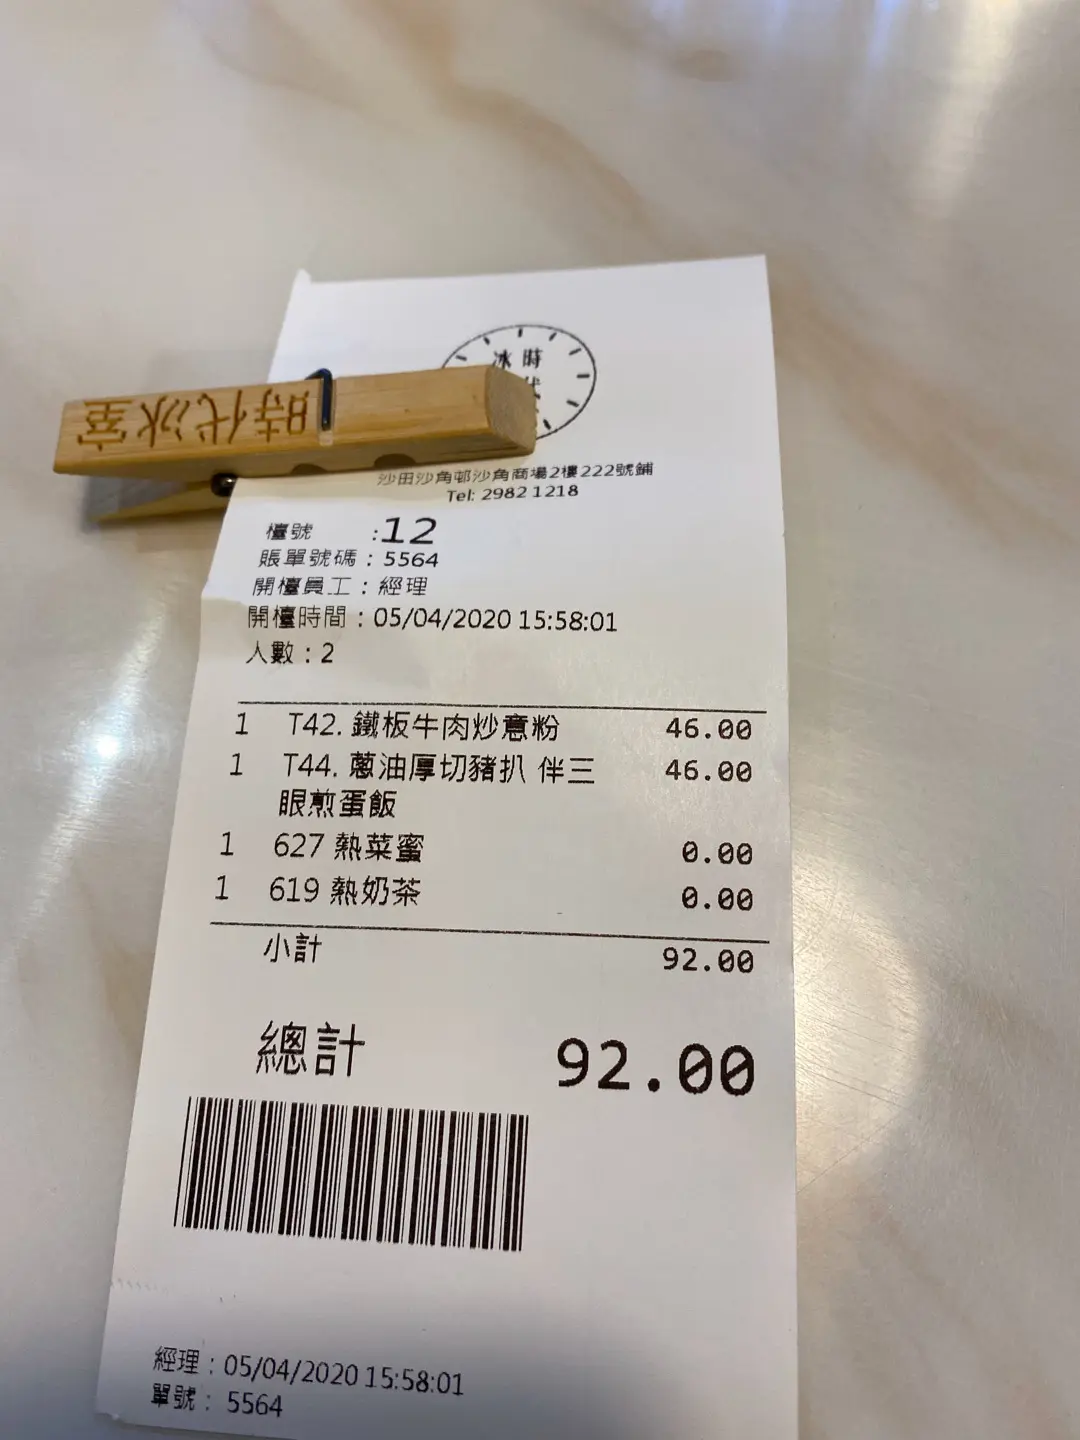 冰時
時代冰室
沙田沙角邨沙角商場2樓222號鋪
Tel: 2982 1218
檯號 :12
賬單號碼：5564
開檯員工：經理
開檯時間：05/04/2020 15:58:01
人數：2
1 T42. 鐵板牛肉炒意粉 46.00
1 T44. 蔥油厚切豬扒 伴三 46.00
眼煎蛋飯
1 627 熱菜蜜 0.00
1 619 熱奶茶 0.00
小計 92.00
總計 92.00
經理：05/04/2020 15:58:01
單號：5564